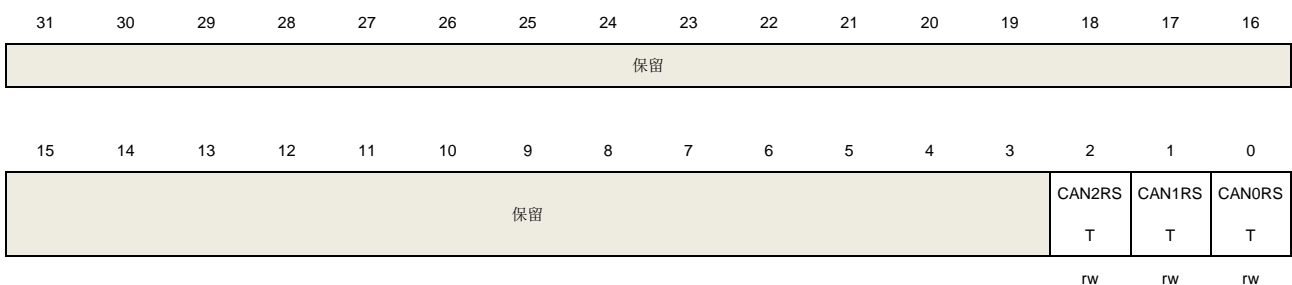 31 30 29 28 27 26 25 24 23 22 21 20 19 18 17 16
保留
15 14 13 12 11 10 9 8 7 6 5 4 3 2 1 0
保留
CAN2RS CAN1RS CAN0RS
T T T
rw rw rw